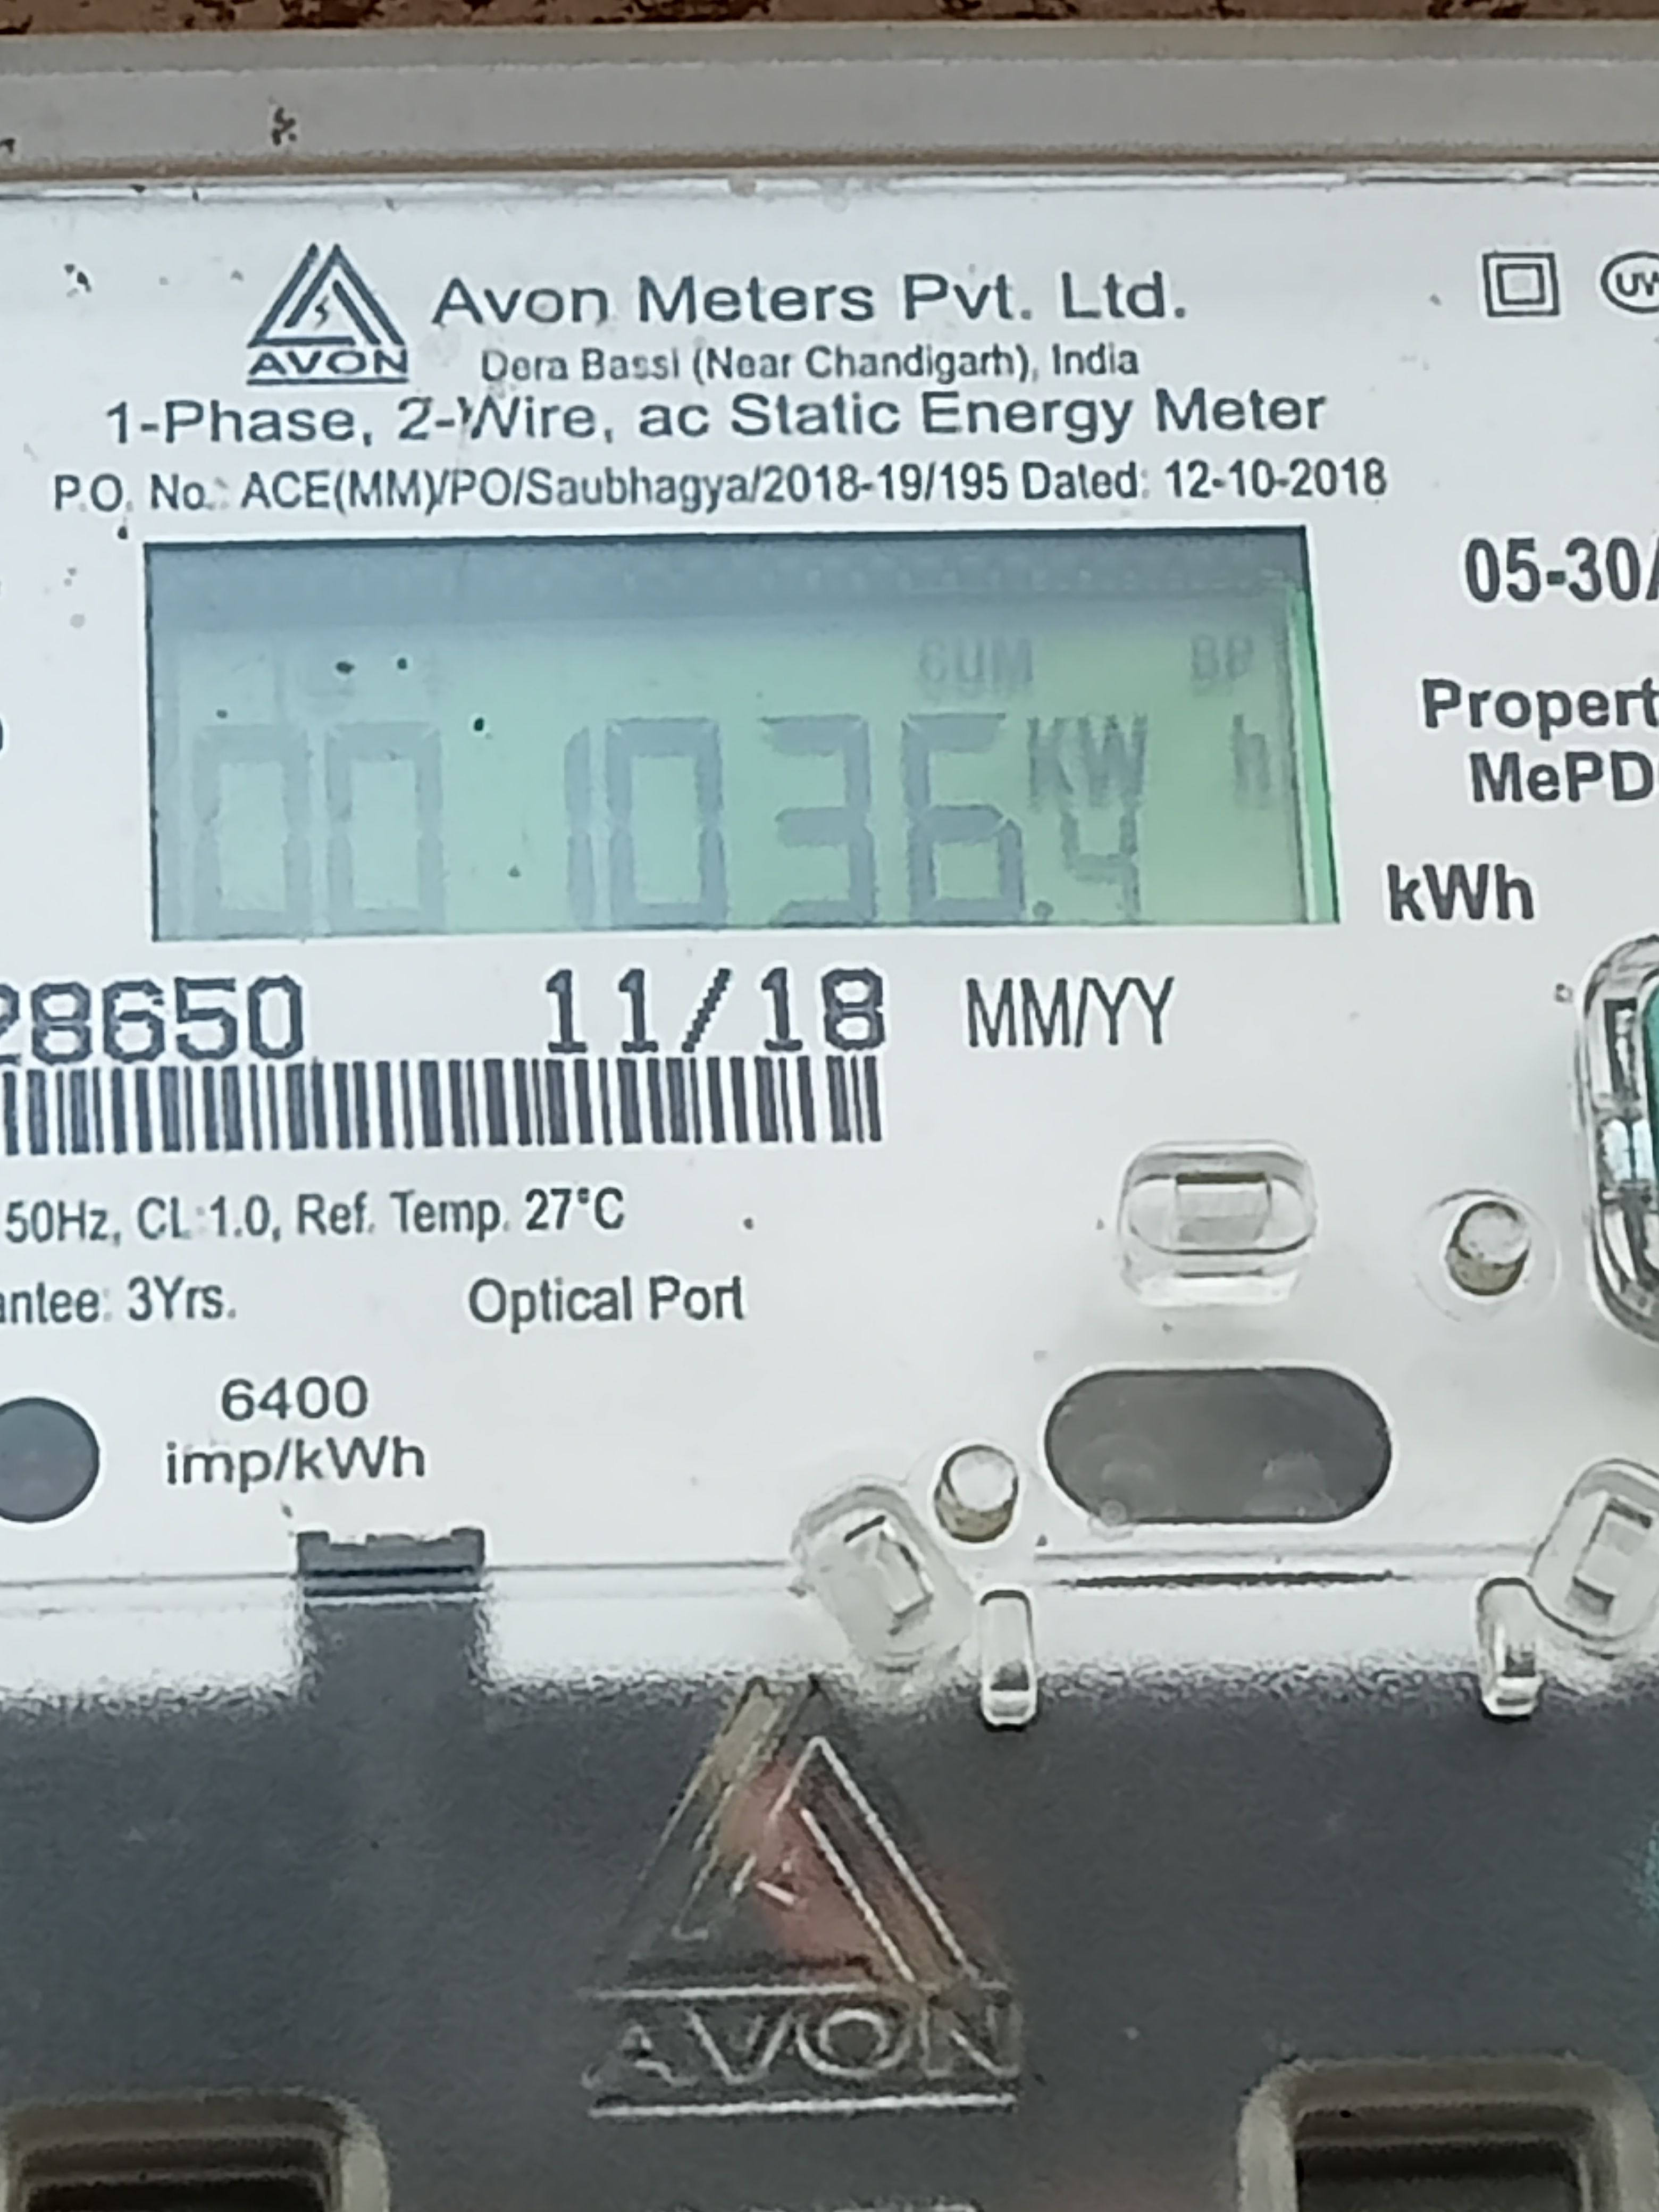 AVON
Avon Meters Pvt. Ltd.
Dera Bassi (Near Chandigarh), India
1-Phase, 2-Wire, ac Static Energy Meter
P.O. No.: ACE(MM)/PO/Saubhagya/2018-19/195 Dated: 12-10-2018
05-30/
CUM
001036.4 KW h
Propert
MePD
kWh
28650 11/18 MM/YY
50Hz, CL:1.0, Ref. Temp. 27°C
antee: 3Yrs. Optical Port
6400
imp/kWh
AVON